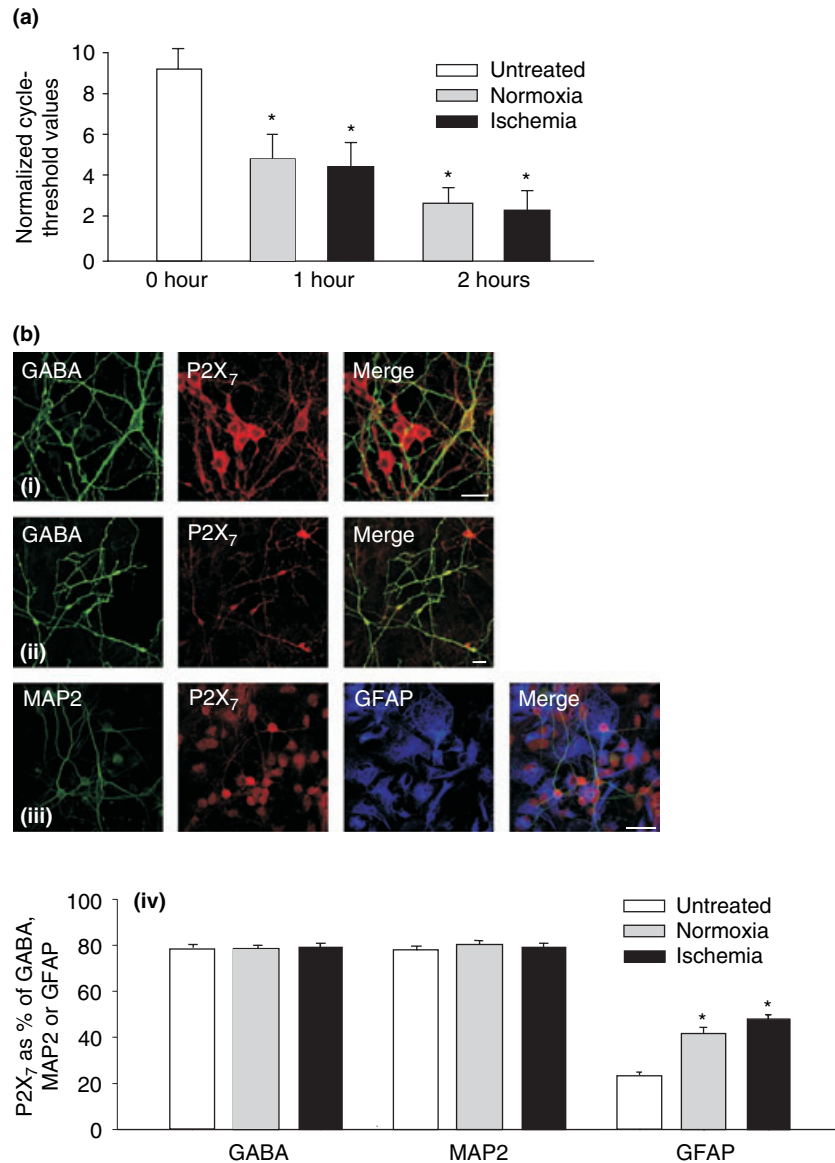 (a)
Normalized cycle-
threshold values
10
8
6
4
2
0
Untreated
Normoxia
Ischemia
* * * *
0 hour 1 hour 2 hours
(b)
GABA P2X₇ Merge
(i)
GABA P2X₇ Merge
(ii)
MAP2 P2X₇ GFAP Merge
(iii)
(iv)
P2X₇ as % of GABA,
MAP2 or GFAP
100
80
60
40
20
0
Untreated
Normoxia
Ischemia
* *
GABA MAP2 GFAP